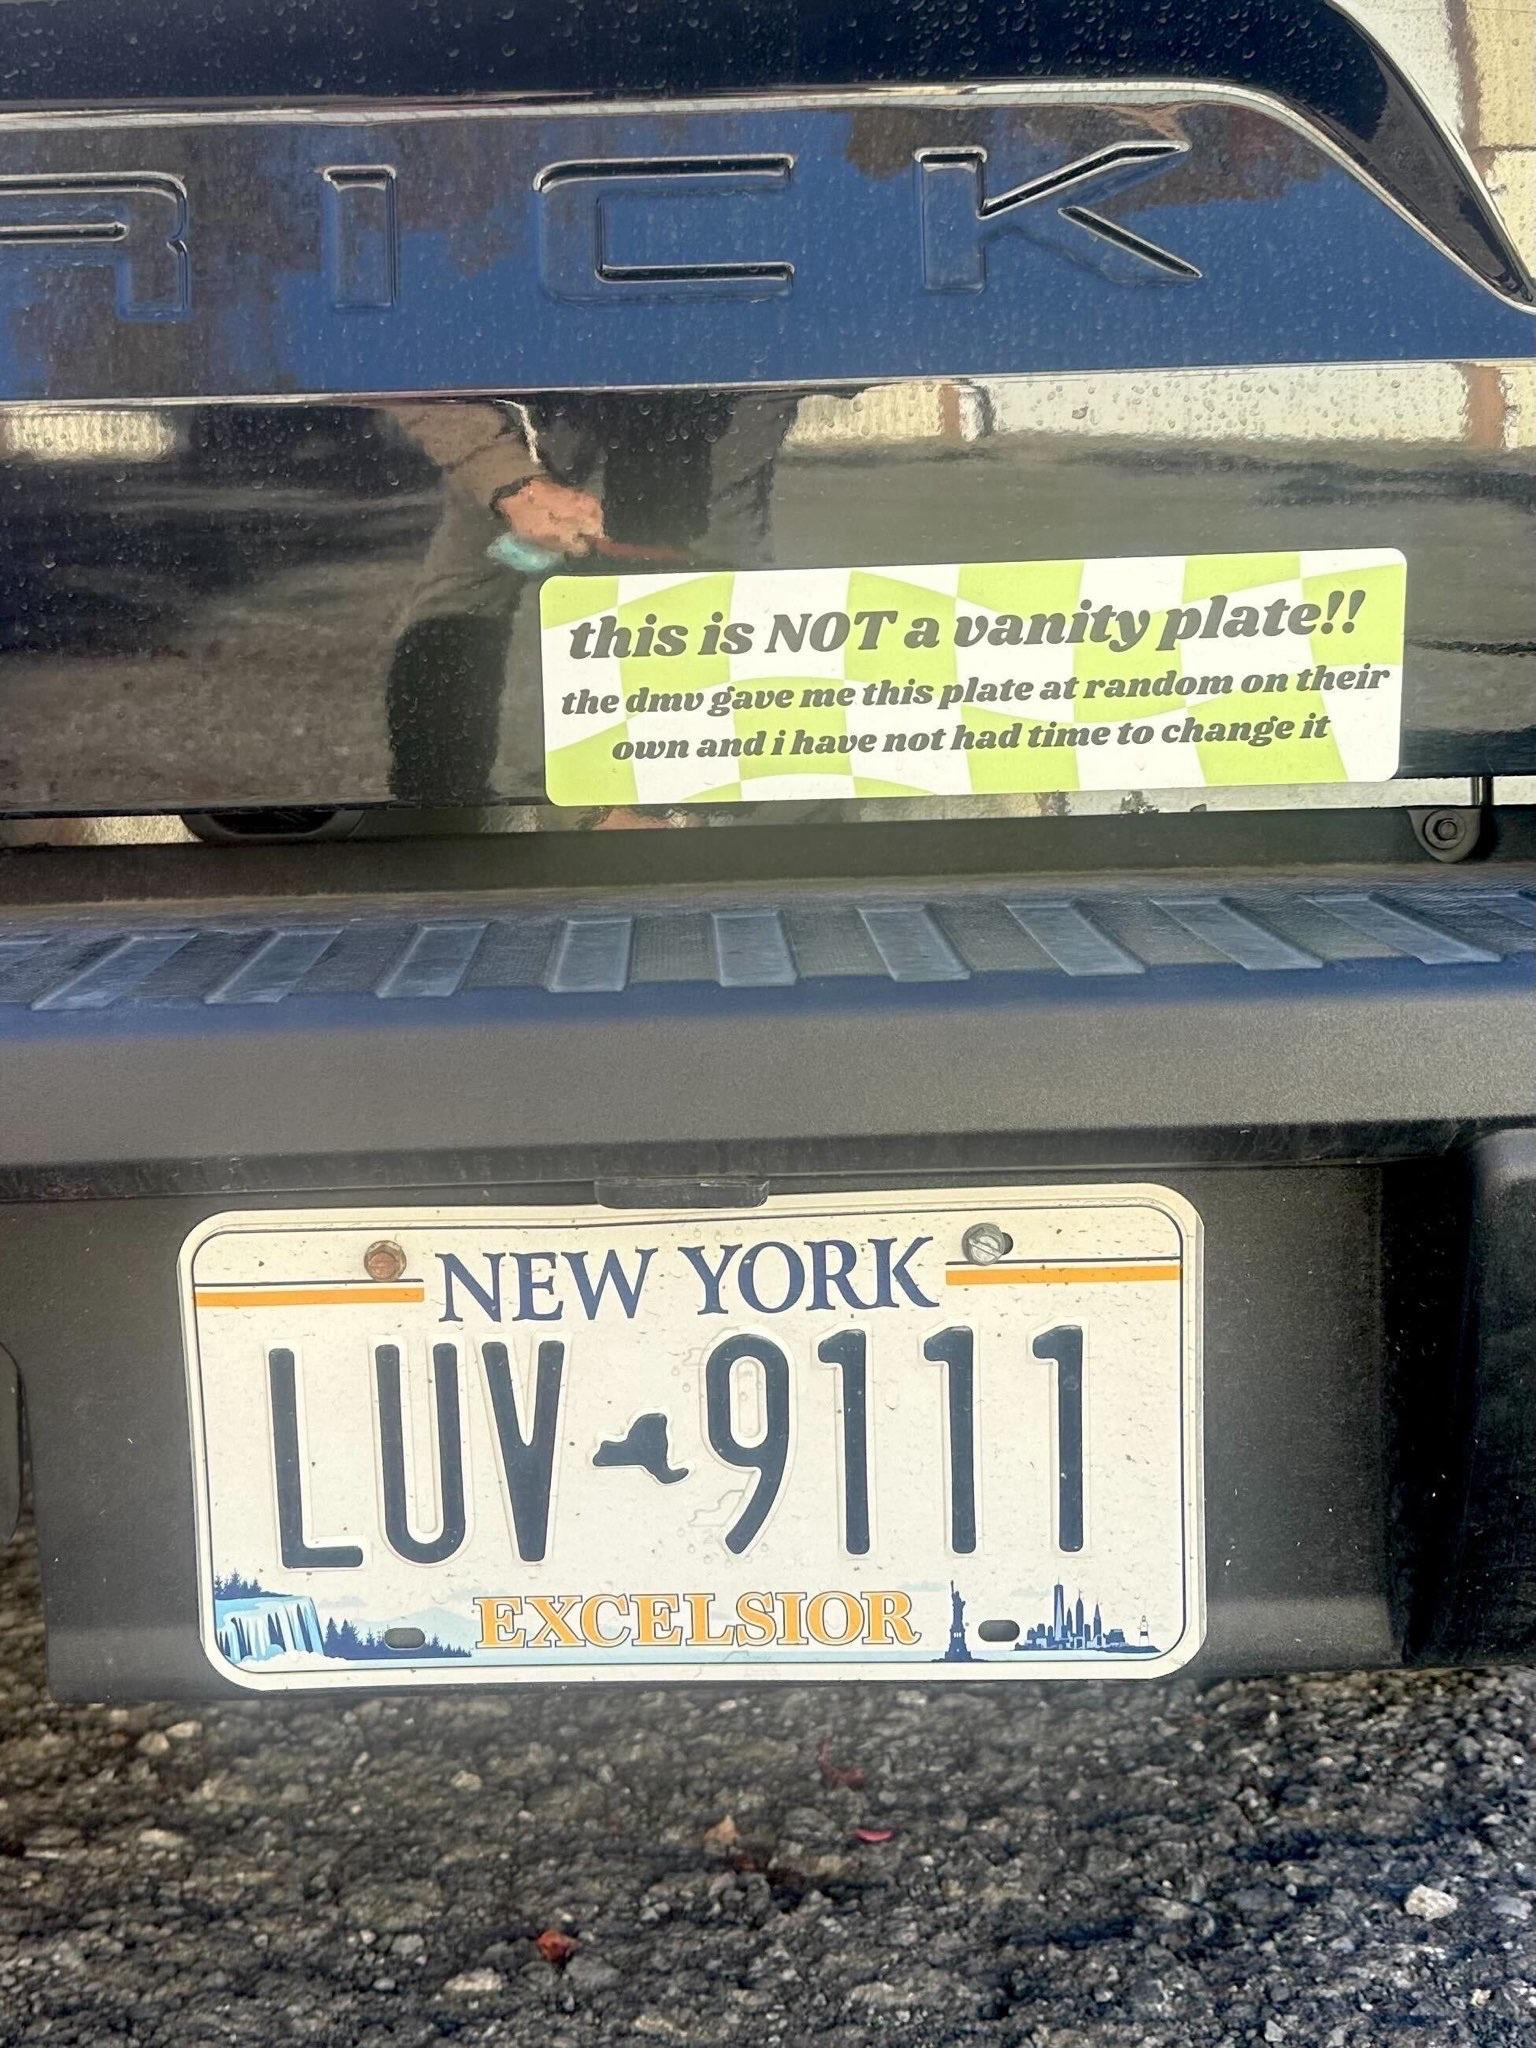 RICK
this is NOT a vanity plate!!
the dmv gave me this plate at random on their
own and i have not had time to change it
NEW YORK
LUV 9111
EXCELSIOR